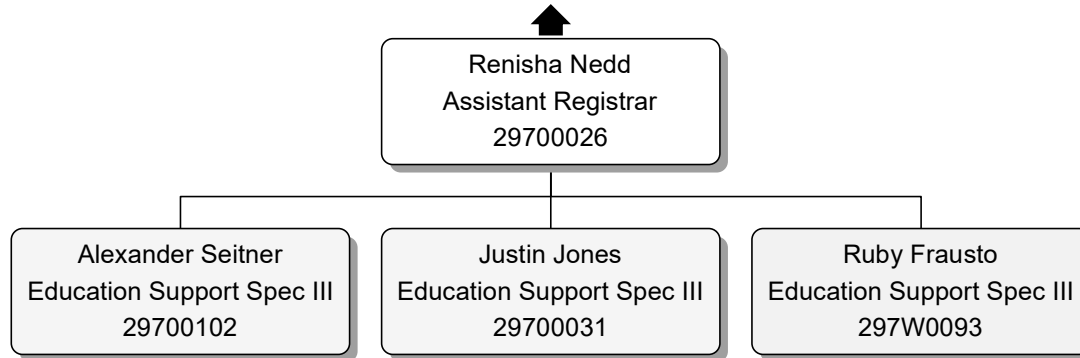 Renisha Nedd
Assistant Registrar
29700026
Alexander Seitner
Education Support Spec III
29700102
Justin Jones
Education Support Spec III
29700031
Ruby Frausto
Education Support Spec III
297W0093